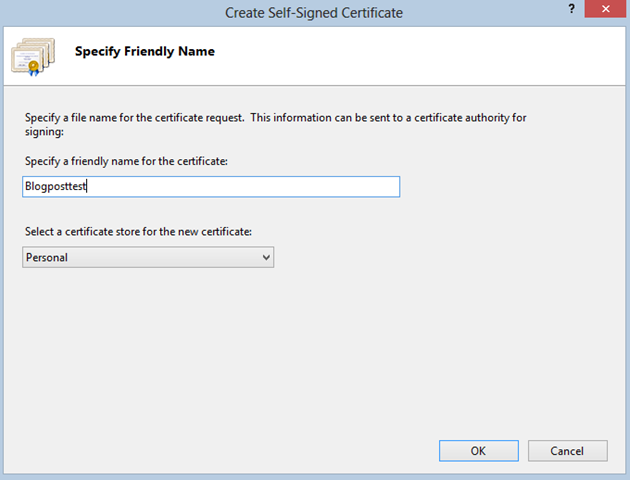 Create Self-Signed Certificate
?
Specify Friendly Name
Specify a file name for the certificate request.  This information can be sent to a certificate authority for
signing:
Specify a friendly name for the certificate:
Blogposttest
Select a certificate store for the new certificate:
Personal
OK
Cancel